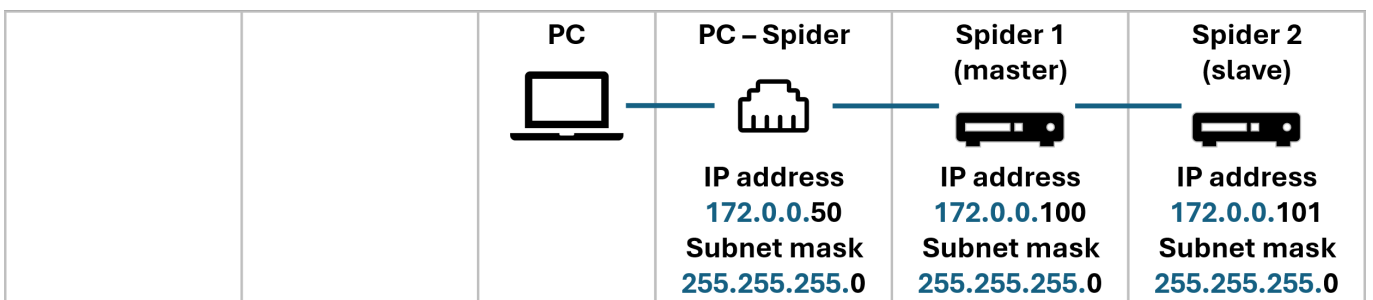 PC
PC – Spider
Spider 1
(master)
Spider 2
(slave)
IP address
172.0.0.50
Subnet mask
255.255.255.0
IP address
172.0.0.100
Subnet mask
255.255.255.0
IP address
172.0.0.101
Subnet mask
255.255.255.0